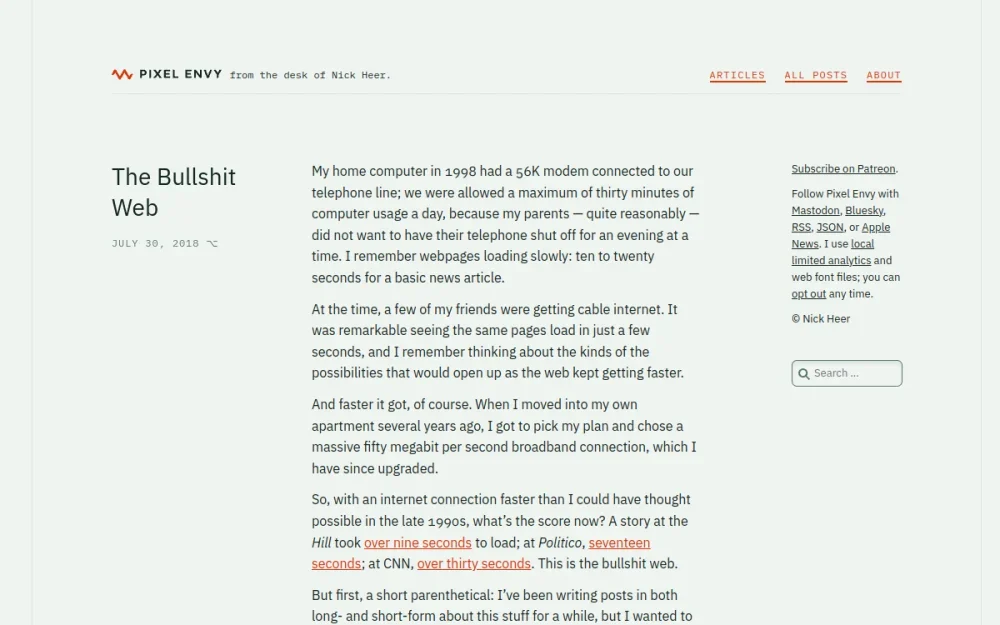 PIXEL ENVY from the desk of Nick Heer.
ARTICLES ALL POSTS ABOUT
The Bullshit
Web
JULY 30, 2018 ⌥
My home computer in 1998 had a 56K modem connected to our
telephone line; we were allowed a maximum of thirty minutes of
computer usage a day, because my parents — quite reasonably —
did not want to have their telephone shut off for an evening at a
time. I remember webpages loading slowly: ten to twenty
seconds for a basic news article.
At the time, a few of my friends were getting cable internet. It
was remarkable seeing the same pages load in just a few
seconds, and I remember thinking about the kinds of the
possibilities that would open up as the web kept getting faster.
And faster it got, of course. When I moved into my own
apartment several years ago, I got to pick my plan and chose a
massive fifty megabit per second broadband connection, which I
have since upgraded.
So, with an internet connection faster than I could have thought
possible in the late 1990s, what’s the score now? A story at the
Hill took over nine seconds to load; at Politico, seventeen
seconds; at CNN, over thirty seconds. This is the bullshit web.
But first, a short parenthetical: I’ve been writing posts in both
long- and short-form about this stuff for a while, but I wanted to
Subscribe on Patreon.
Follow Pixel Envy with
Mastodon, Bluesky,
RSS, JSON, or Apple
News. I use local
limited analytics and
web font files; you can
opt out any time.
© Nick Heer
Search …